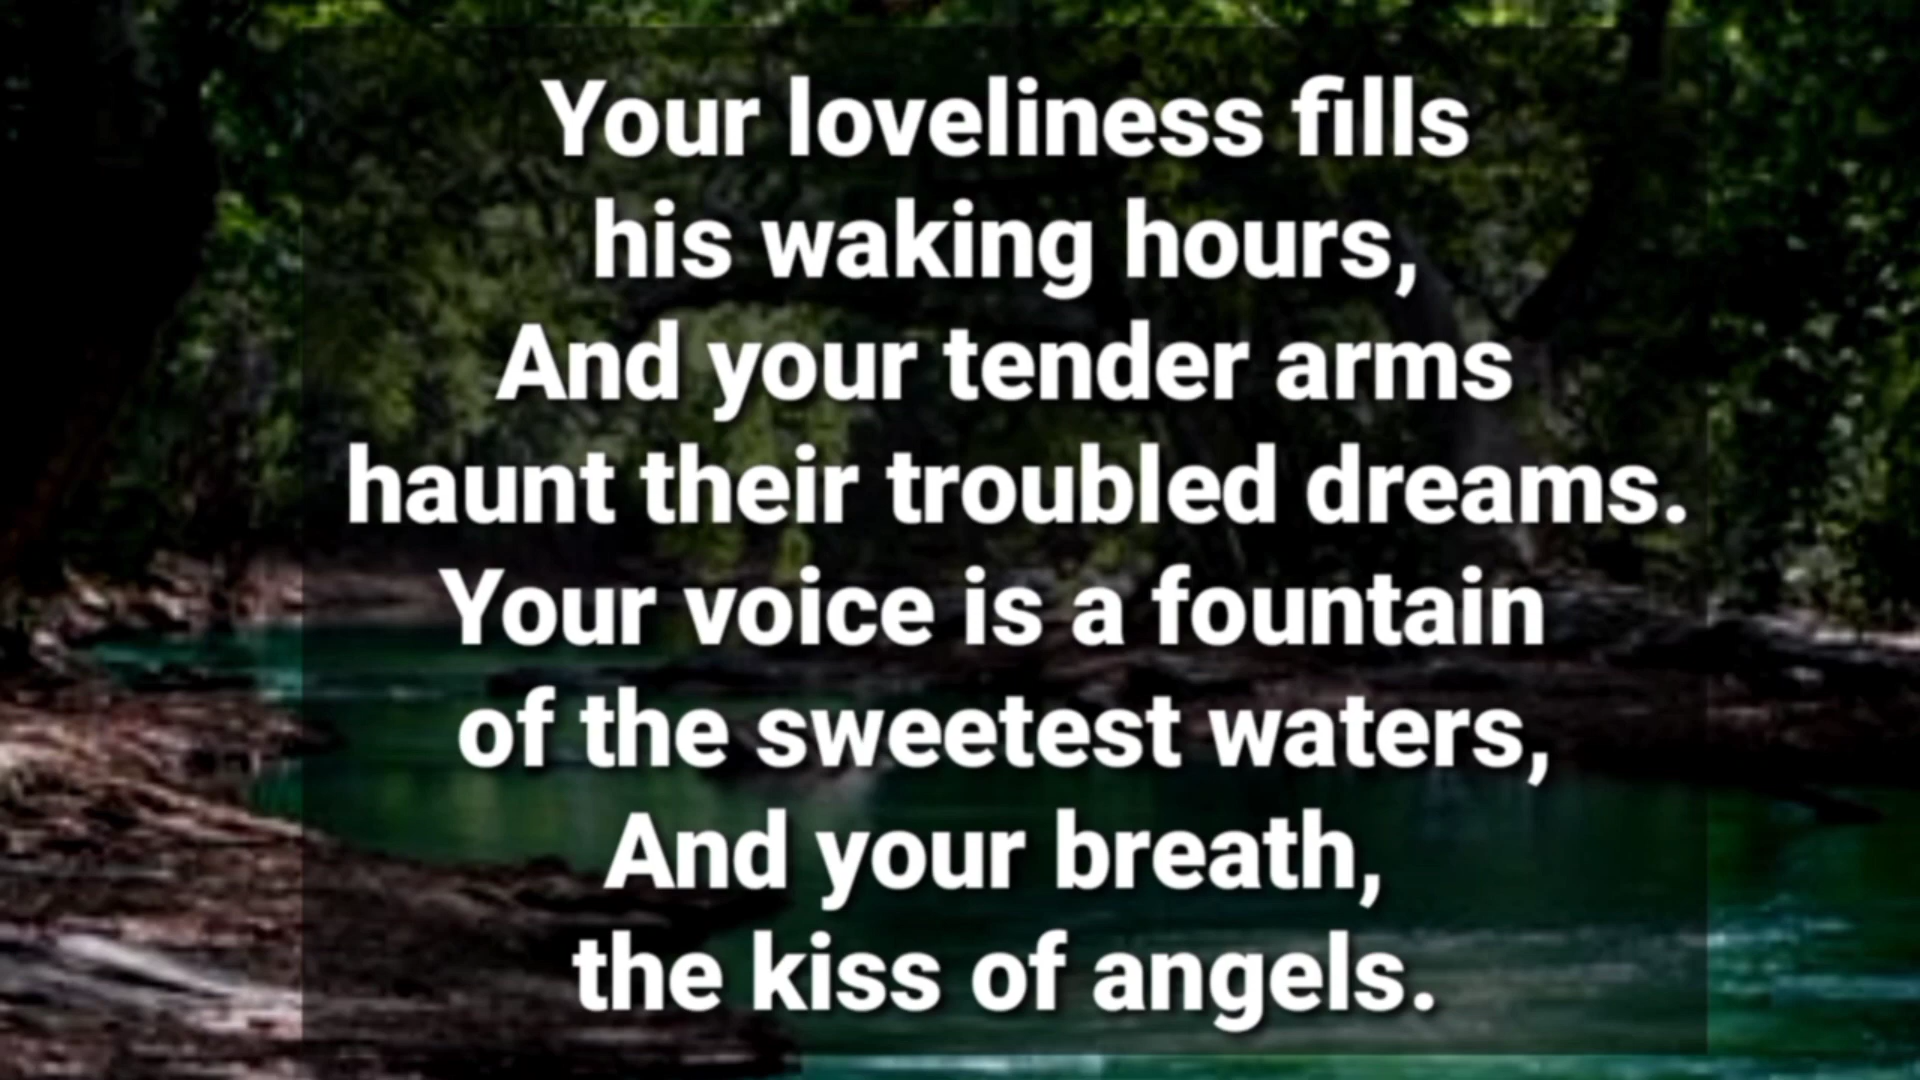 Your loveliness fills
his waking hours,
And your tender arms
haunt their troubled dreams.
Your voice is a fountain
of the sweetest waters,
And your breath,
the kiss of angels.